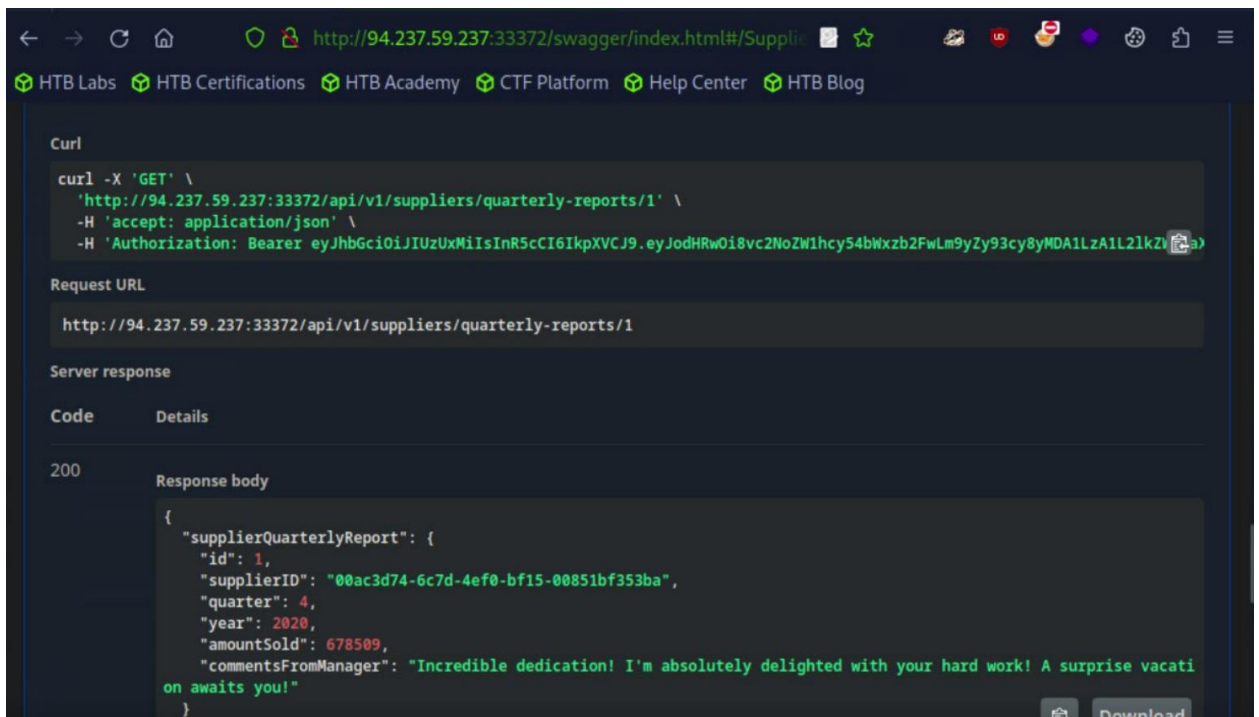 http://94.237.59.237:33372/swagger/index.html#/Supplie
HTB Labs HTB Certifications HTB Academy CTF Platform Help Center HTB Blog
Curl
curl -X 'GET' \
'http://94.237.59.237:33372/api/v1/suppliers/quarterly-reports/1' \
-H 'accept: application/json' \
-H 'Authorization: Bearer eyJhbGciOiJIUzUxMiIsInR5cCI6IkpXVCJ9.eyJodHRwOi8vc2NoZW1hcy54bWxzb2FwLm9yZy93cy8yMDA1LzA1L2lkZW
Request URL
http://94.237.59.237:33372/api/v1/suppliers/quarterly-reports/1
Server response
Code Details
200
Response body
{
"supplierQuarterlyReport": {
"id": 1,
"supplierID": "00ac3d74-6c7d-4ef0-bf15-00851bf353ba",
"quarter": 4,
"year": 2020,
"amountSold": 678509,
"commentsFromManager": "Incredible dedication! I'm absolutely delighted with your hard work! A surprise vacati
on awaits you!"
}
Download